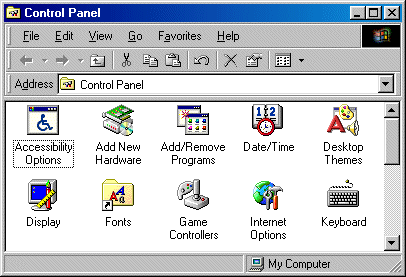 Control Panel
File Edit View Go Favorites Help
Address Control Panel
Accessibility Options
Add New Hardware
Add/Remove Programs
Date/Time
Desktop Themes
Display
Fonts
Game Controllers
Internet Options
Keyboard
My Computer